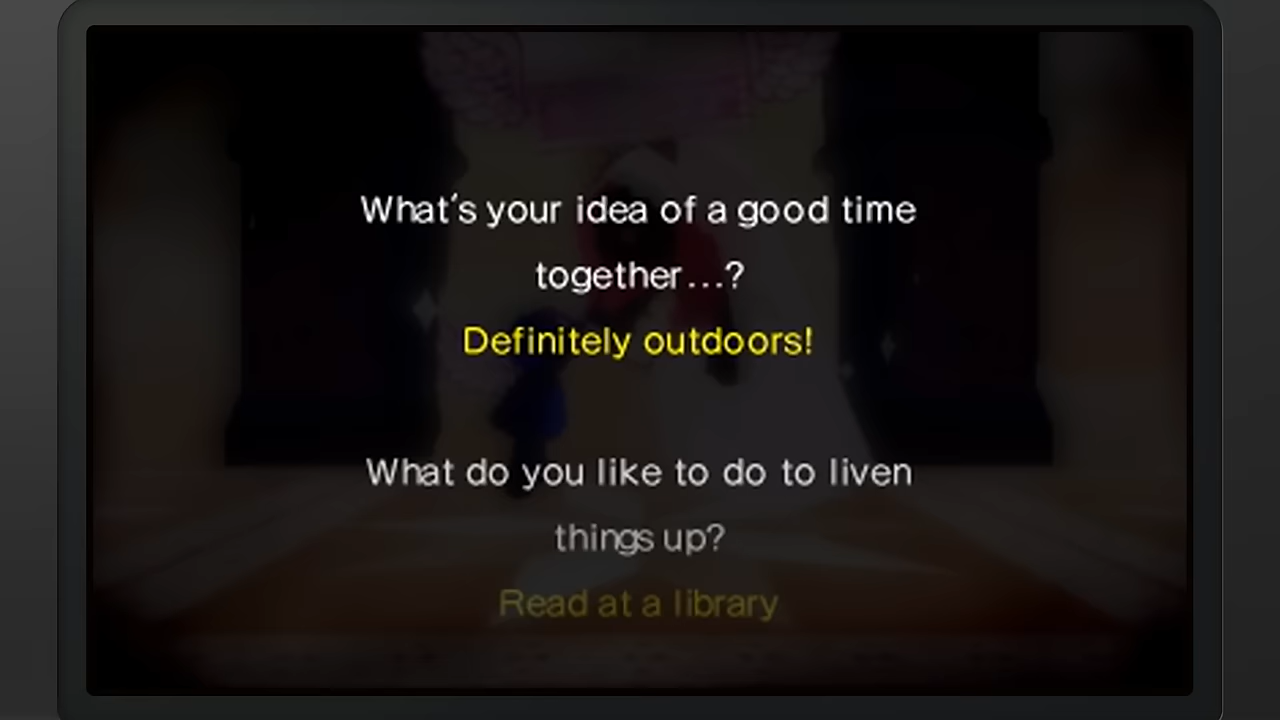 What's your idea of a good time
together...?
Definitely outdoors!
What do you like to do to liven
things up?
Read at a library